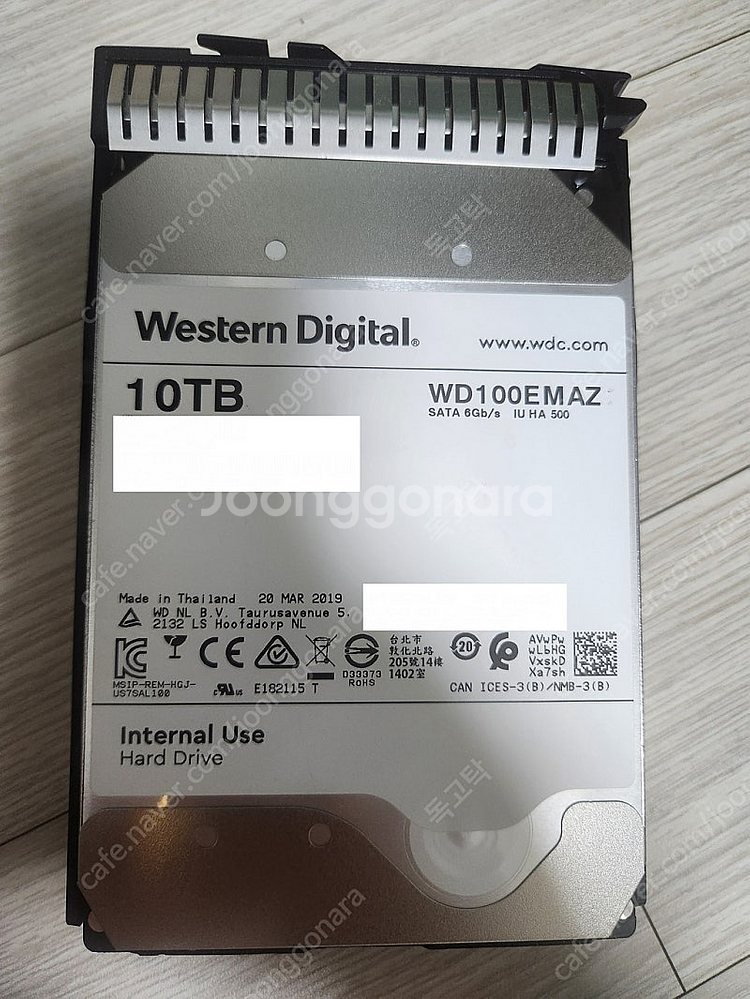 Western Digital®
www.wdc.com
10TB
WD100EMAZ
SATA 6Gb/s IU HA 500
Joonggonara
Made in Thailand 20 MAR 2019
WD NL B.V. Taurusavenue 5.
2132 LS Hoofddorp NL
台北市
敦化北路
205號14樓
1402室
20
AVwPw
wLbHG
VxskD
Xa7sh
MSIP-REM-HGJ-
US7SAL100
E182115 T
D33373
RoHS
CAN ICES-3(B)/NMB-3(B)
Internal Use
Hard Drive
cafe.naver.com/joonggonara
독고탁